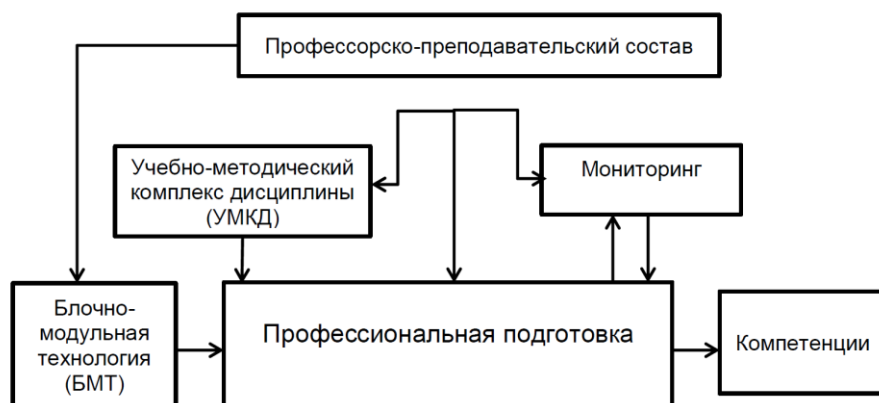 Профессорско-преподавательский состав
Учебно-методический
комплекс дисциплины
(УМКД)
Мониторинг
Блочно-
модульная
технология
(БМТ)
Профессиональная подготовка
Компетенции